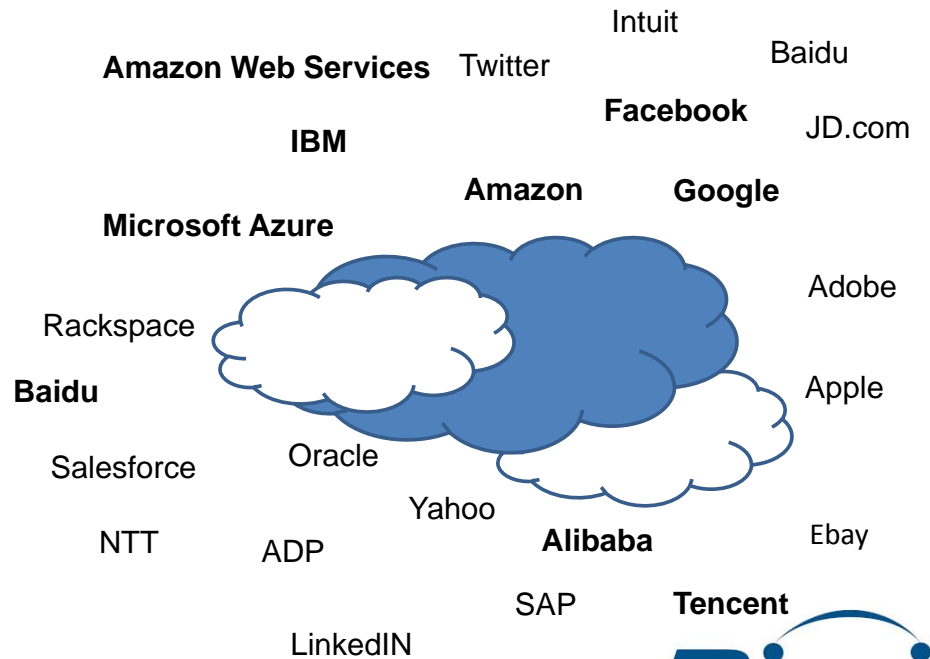 Intuit
Amazon Web Services
Twitter
Baidu
Facebook
JD.com
IBM
Amazon
Google
Microsoft Azure
Adobe
Rackspace
Baidu
Apple
Salesforce
Oracle
Yahoo
NTT
ADP
Alibaba
Ebay
SAP
Tencent
LinkedIN